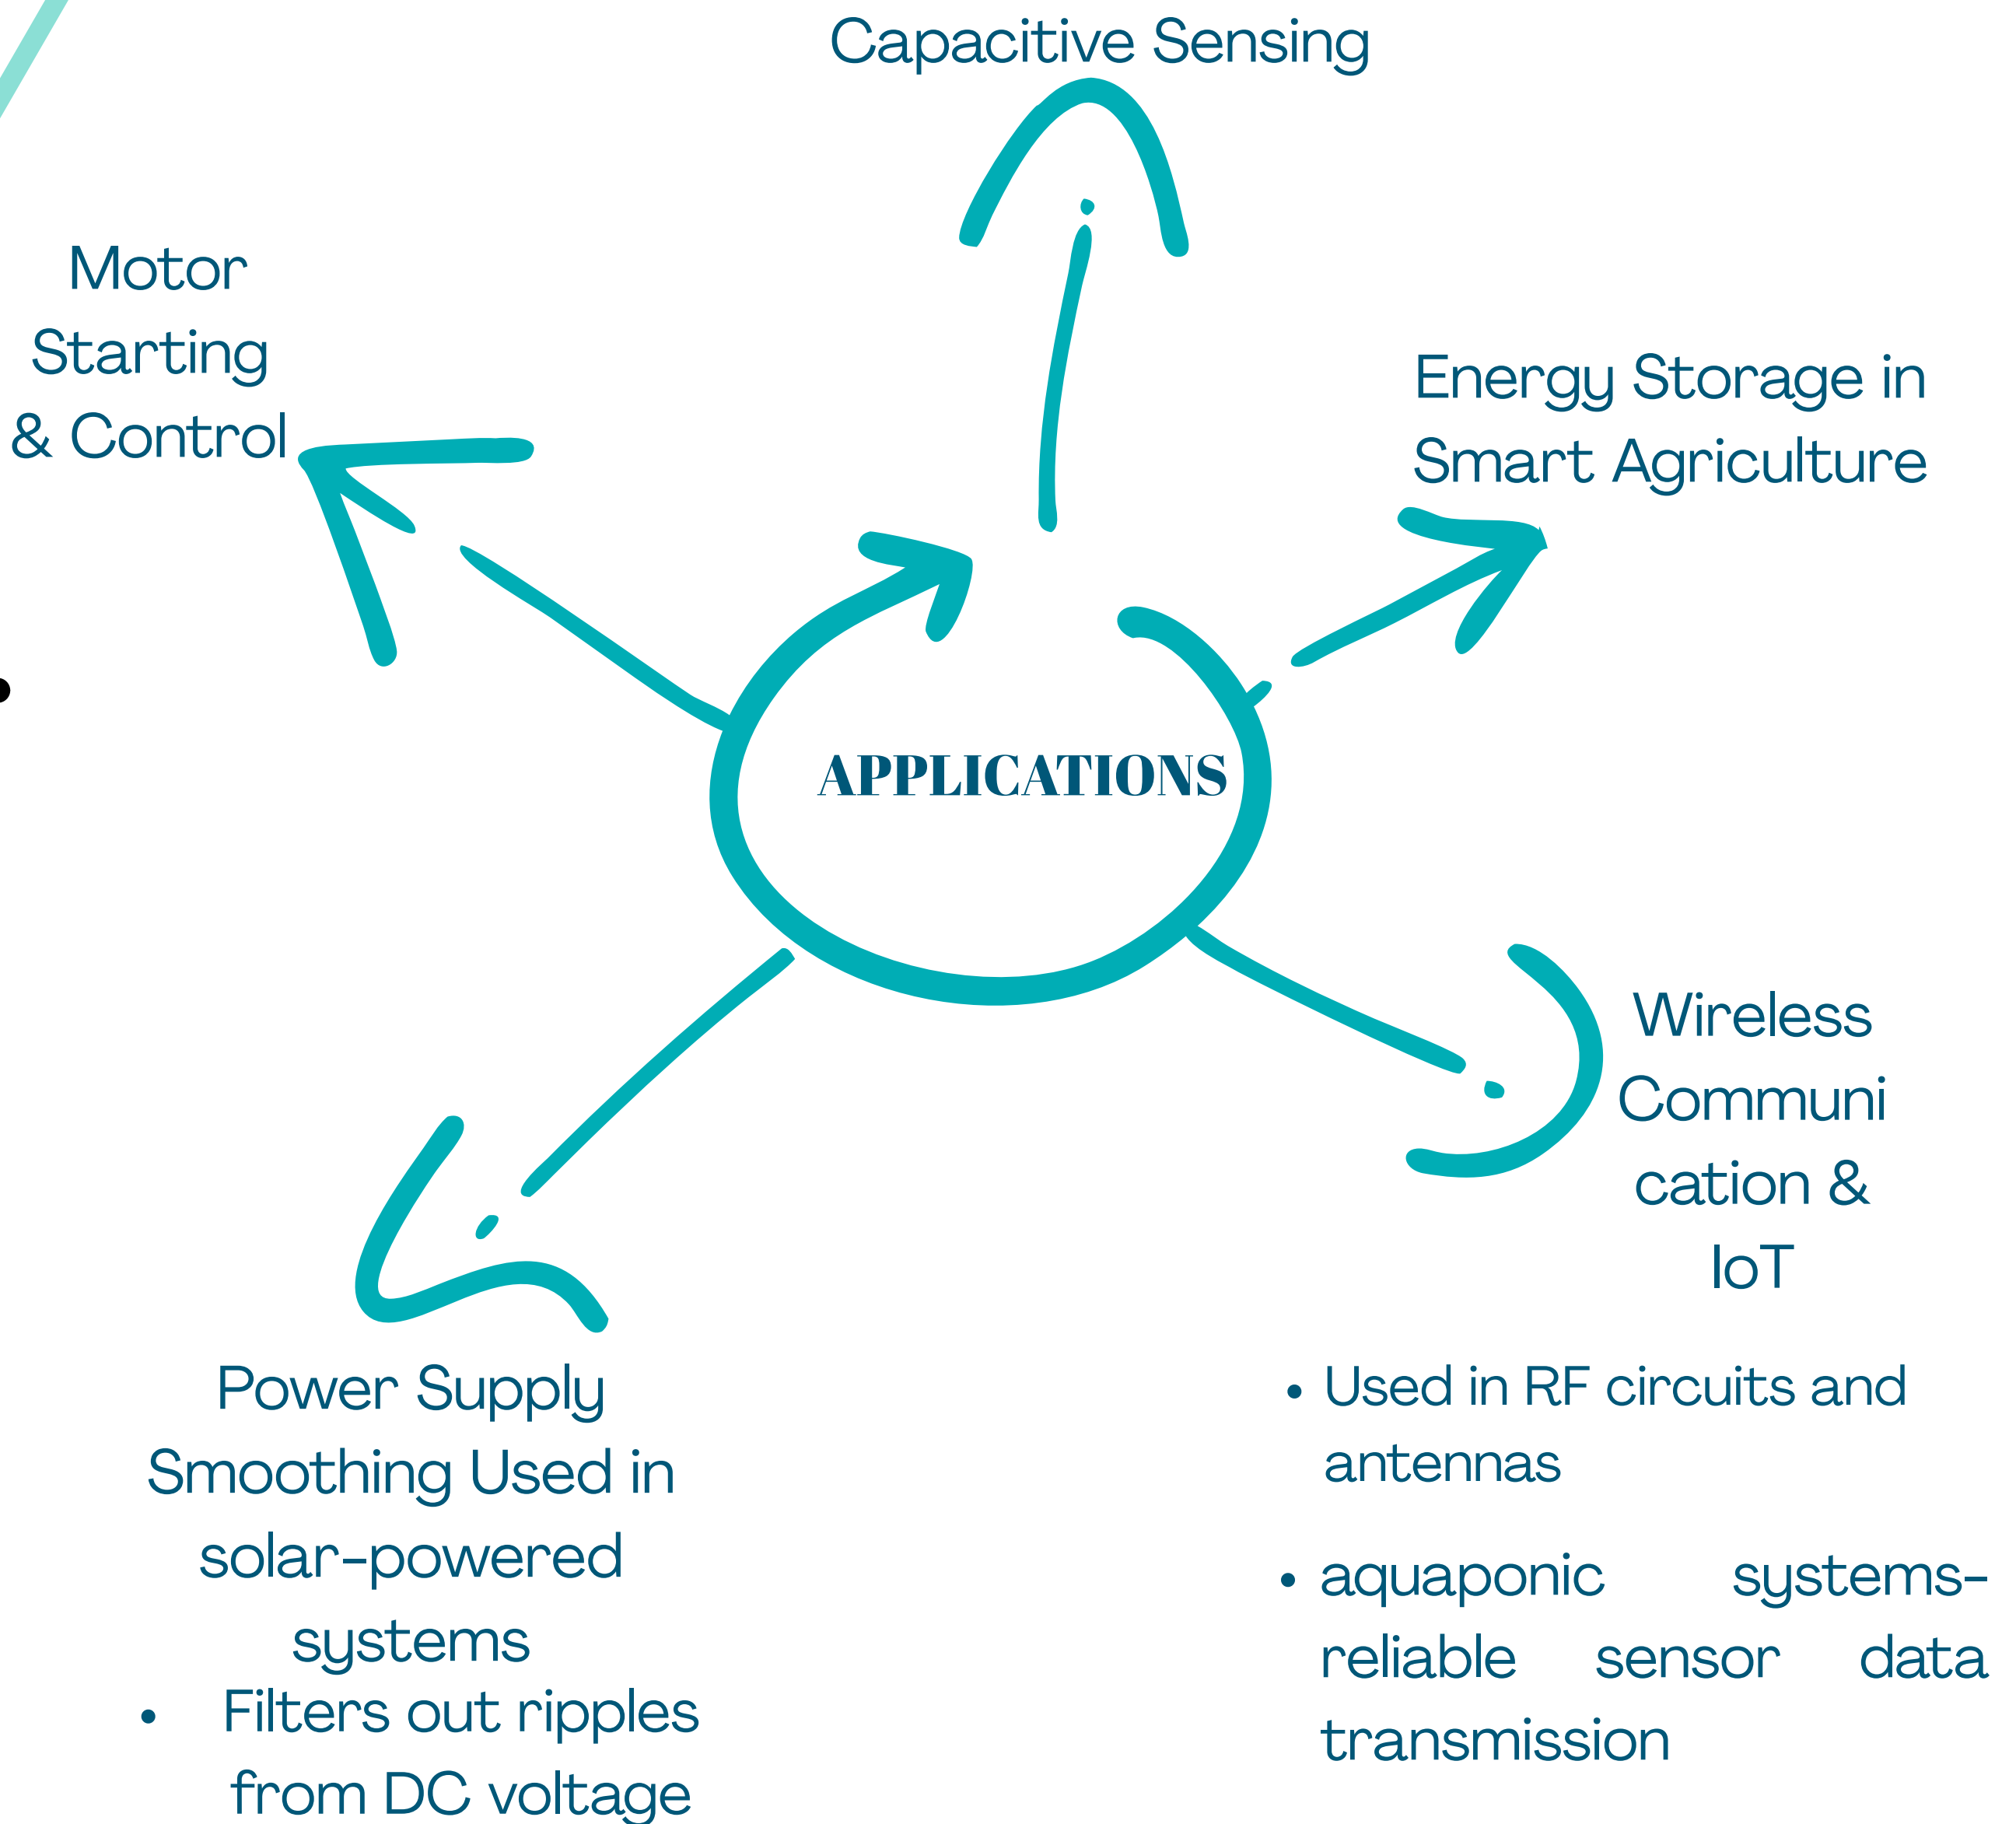 Capacitive Sensing
Motor
Starting
& Control
Energy Storage in
Smart Agriculture
APPLICATIONS
Wireless
Communi
cation &
IoT
Power Supply
Smoothing Used in
solar-powered
systems
• Filters out ripples
from DC voltage
• Used in RF circuits and
antennas
• aquaponic systems-
reliable sensor data
transmission